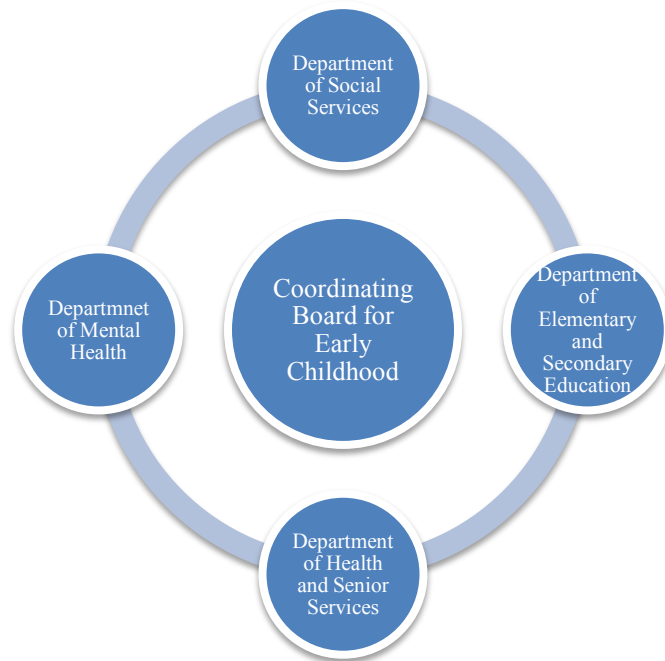 Department
of Social
Services
Departmnet
of Mental
Health
Coordinating
Board for
Early
Childhood
Department
of
Elementary
and
Secondary
Education
Department
of Health
and Senior
Services